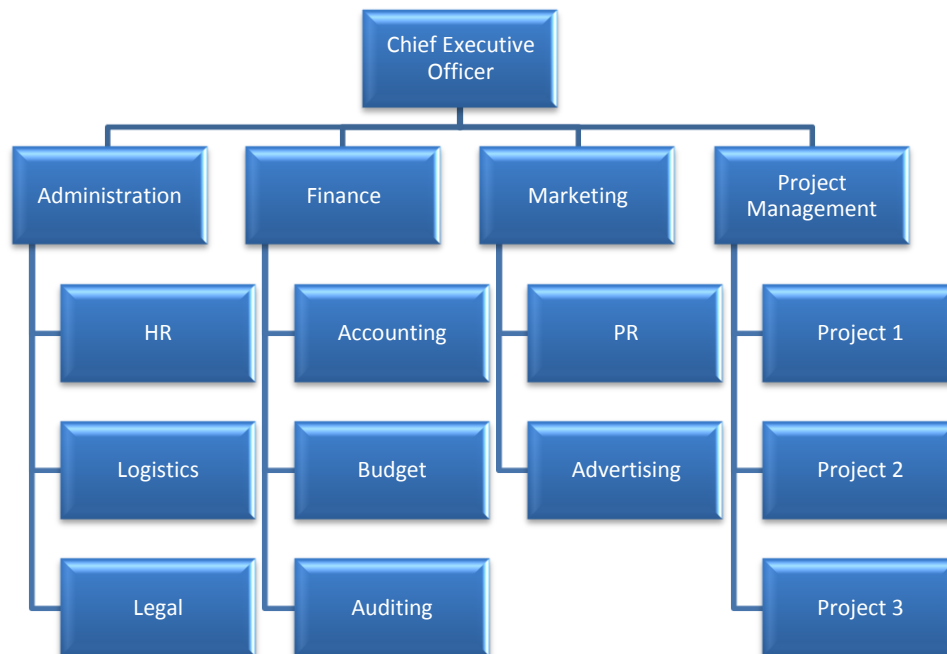 Chief Executive
Officer
Administration
Finance
Marketing
Project
Management
HR
Accounting
PR
Project 1
Logistics
Budget
Advertising
Project 2
Legal
Auditing
Project 3